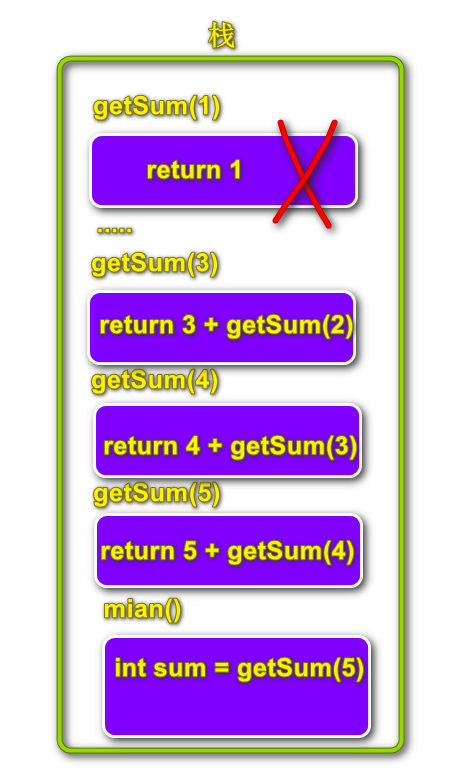 栈
getSum(1)
return 1
.....
getSum(3)
return 3 + getSum(2)
getSum(4)
return 4 + getSum(3)
getSum(5)
return 5 + getSum(4)
mian()
int sum = getSum(5)